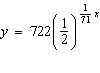 y = 722(1/2)^(1/71 x)